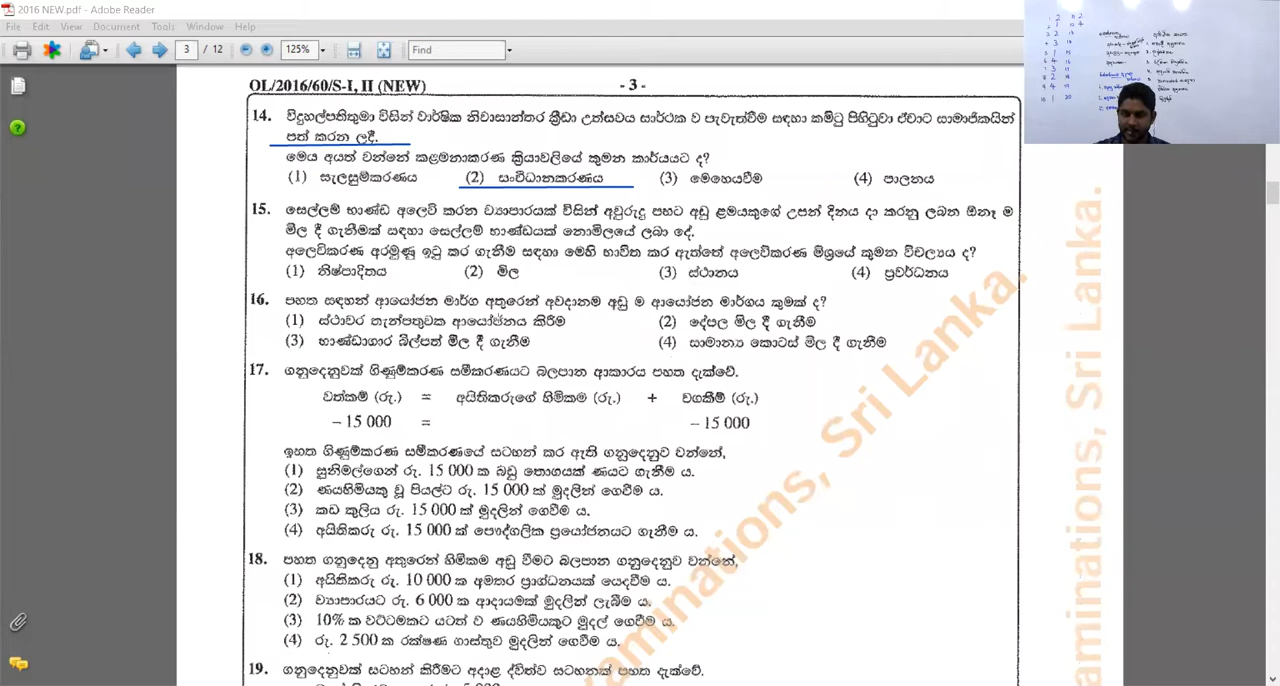 2016 NEW.pdf - Adobe Reader
File Edit View Document Tools Window Help
3 / 12 125% Find
OL/2016/60/S-I, II (NEW) - 3 -
14. විදුහල්පතිතුමා විසින් වාර්ෂික නිවාසාන්තර ක්‍රීඩා උත්සවය සාර්ථක ව පැවැත්වීම සඳහා කමිටු පිහිටුවා ඒවාට සාමාජිකයින්
පත් කරන ලදී.
මෙය අයත් වන්නේ කළමනාකරණ ක්‍රියාවලියේ කුමන කාර්යයට ද?
(1) සැලසුම්කරණය (2) සංවිධානකරණය (3) මෙහෙයවීම (4) පාලනය
15. සෙල්ලම් භාණ්ඩ අලෙවි කරන ව්‍යාපාරයක් විසින් අවුරුදු පහට අඩු ළමයකුගේ උපන් දිනය දා කරනු ලබන ඕනෑ ම
මිල දී ගැනීමක් සඳහා සෙල්ලම් භාණ්ඩයක් නොමිලයේ ලබා දේ.
අලෙවිකරණ අරමුණු ඉටු කර ගැනීම සඳහා මෙහි භාවිත කර ඇත්තේ අලෙවිකරණ මිශ්‍රයේ කුමන විචල්‍යය ද?
(1) නිෂ්පාදිතය (2) මිල (3) ස්ථානය (4) ප්‍රවර්ධනය
16. පහත සඳහන් ආයෝජන මාර්ග අතුරෙන් අවදානම අඩු ම ආයෝජන මාර්ගය කුමක් ද?
(1) ස්ථාවර තැන්පතුවක ආයෝජනය කිරීම (2) දේපල මිල දී ගැනීම
(3) භාණ්ඩාගාර බිල්පත් මිල දී ගැනීම (4) සාමාන්‍ය කොටස් මිල දී ගැනීම
17. ගනුදෙනුවක් ගිණුම්කරණ සමීකරණයට බලපාන ආකාරය පහත දැක්වේ.
වත්කම් (රු.) = අයිතිකරුගේ හිමිකම (රු.) + වගකීම් (රු.)
– 15 000 = – 15 000
ඉහත ගිණුම්කරණ සමීකරණයේ සටහන් කර ඇති ගනුදෙනුව වන්නේ,
(1) සුනිමල්ගෙන් රු. 15 000 ක බඩු තොගයක් ණයට ගැනීම ය.
(2) ණයහිමියකු වූ පියල්ට රු. 15 000 ක් මුදලින් ගෙවීම ය.
(3) කඩ කුලිය රු. 15 000 ක් මුදලින් ගෙවීම ය.
(4) අයිතිකරු රු. 15 000 ක් පෞද්ගලික ප්‍රයෝජනයට ගැනීම ය.
18. පහත ගනුදෙනු අතුරෙන් හිමිකම අඩු වීමට බලපාන ගනුදෙනුව වන්නේ,
(1) අයිතිකරු රු. 10 000 ක අමතර ප්‍රාග්ධනයක් යෙදවීම ය.
(2) ව්‍යාපාරයට රු. 6 000 ක ආදායමක් මුදලින් ලැබීම ය.
(3) 10% ක වට්ටමකට යටත් ව ණයහිමියකුට මුදල් ගෙවීම ය.
(4) රු. 2 500 ක රක්ෂණ ගාස්තුව මුදලින් ගෙවීම ය.
19. ගනුදෙනුවක් සටහන් කිරීමට අදාළ ද්විත්ව සටහනක් පහත දැක්වේ.
aminations, Sri Lanka.
aminations, Sri Lanka.